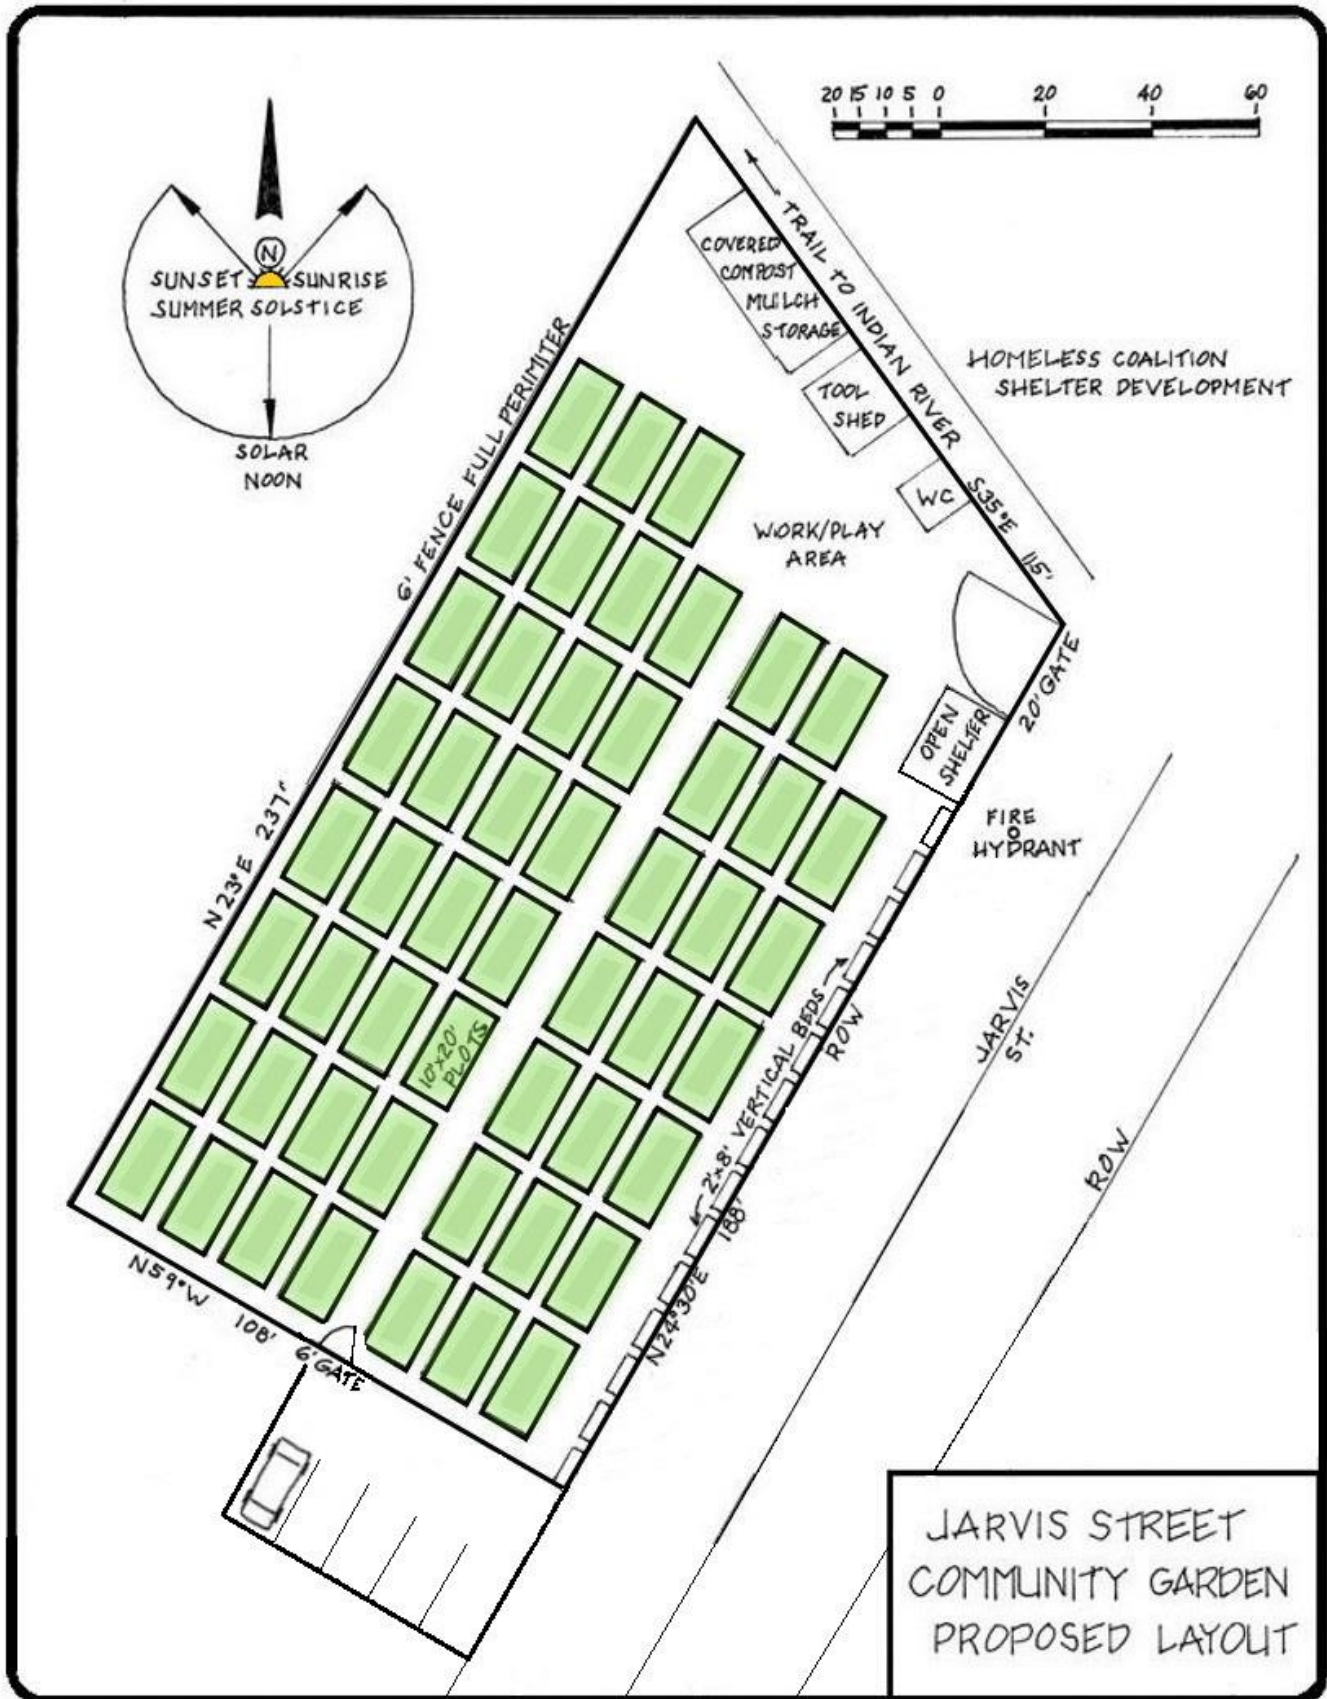 20 15 10 5 0 20 40 60
N
SUNSET SUNRISE
SUMMER SOLSTICE
SOLAR
NOON
TRAIL TO INDIAN RIVER
COVERED
COMPOST
MULCH
STORAGE
TOOL
SHED
WC
S35°E 115'
HOMELESS COALITION
SHELTER DEVELOPMENT
6' FENCE FULL PERIMITER
WORK/PLAY
AREA
20' GATE
OPEN
SHELTER
FIRE
HYDRANT
N23°E 237'
10'x20'
PLOTS
2'x8' VERTICAL BEDS
ROW
JARVIS
ST.
ROW
N24°30'E 188'
N59°W 108'
6' GATE
JARVIS STREET
COMMUNITY GARDEN
PROPOSED LAYOUT